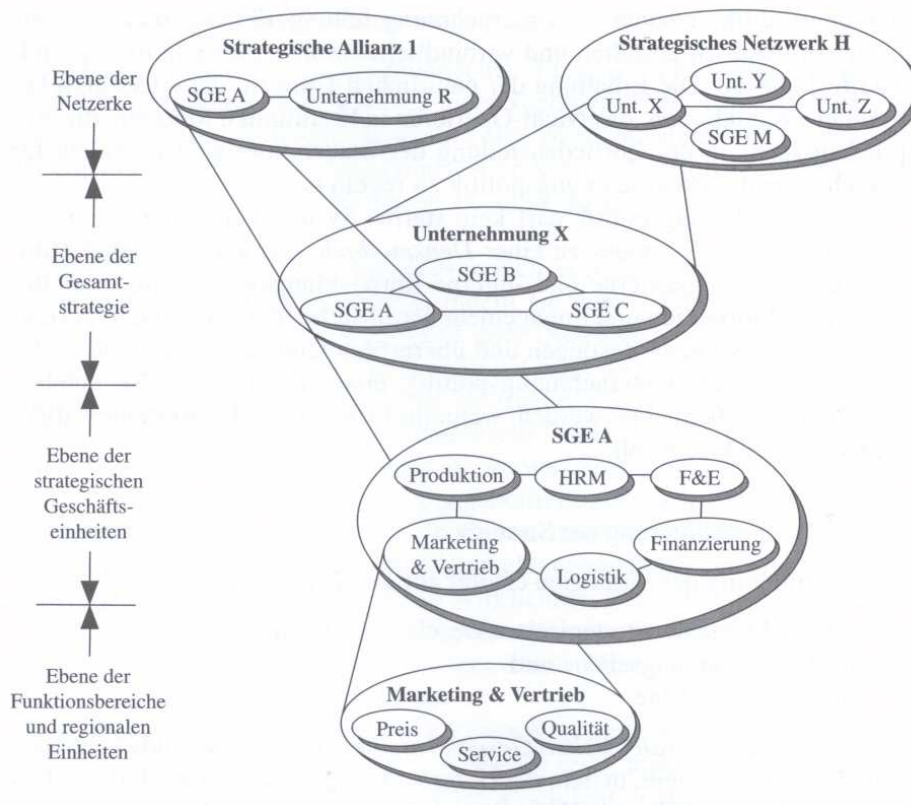 Strategische Allianz 1
SGE A
Unternehmung R
Strategisches Netzwerk H
Unt. Y
Unt. X
Unt. Z
SGE M
Ebene der
Netzerke
Unternehmung X
SGE B
SGE A
SGE C
Ebene der
Gesamt-
strategie
SGE A
Produktion
HRM
F&E
Marketing
& Vertrieb
Logistik
Finanzierung
Ebene der
strategischen
Geschäfts-
einheiten
Marketing & Vertrieb
Preis
Service
Qualität
Ebene der
Funktionsbereiche
und regionalen
Einheiten